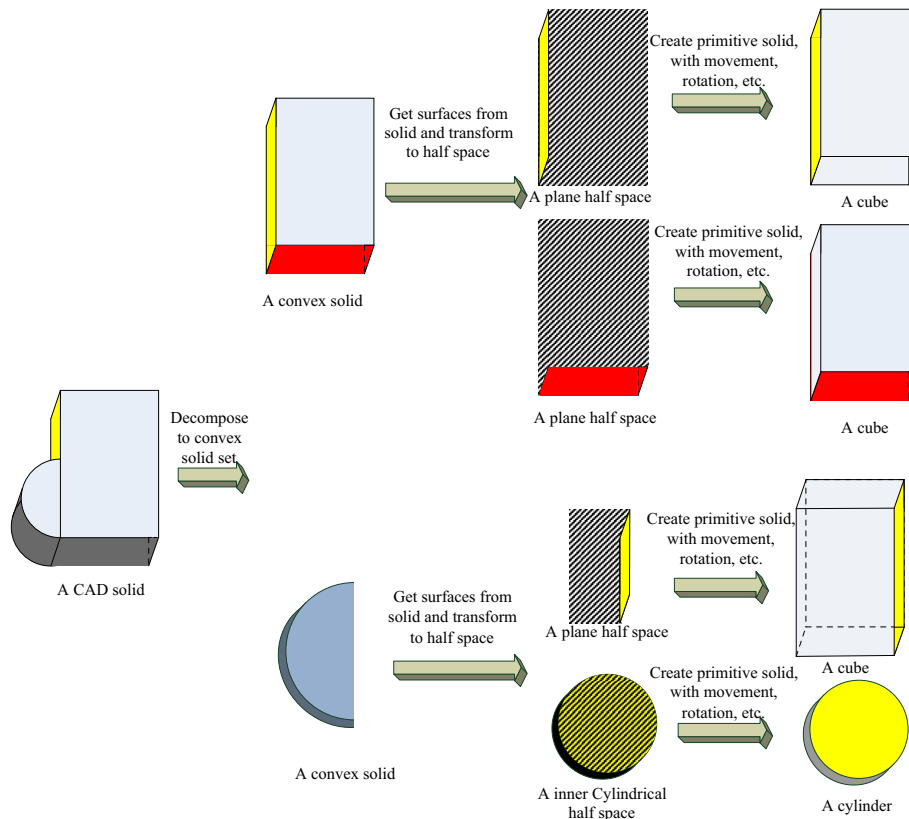 Create primitive solid,
with movement,
rotation, etc.
Get surfaces from
solid and transform
to half space
A plane half space
A cube
Create primitive solid,
with movement,
rotation, etc.
A convex solid
A plane half space
A cube
Decompose
to convex
solid set
A CAD solid
Create primitive solid,
with movement,
rotation, etc.
Get surfaces from
solid and transform
to half space
A plane half space
A cube
Create primitive solid,
with movement,
rotation, etc.
A convex solid
A inner Cylindrical
half space
A cylinder